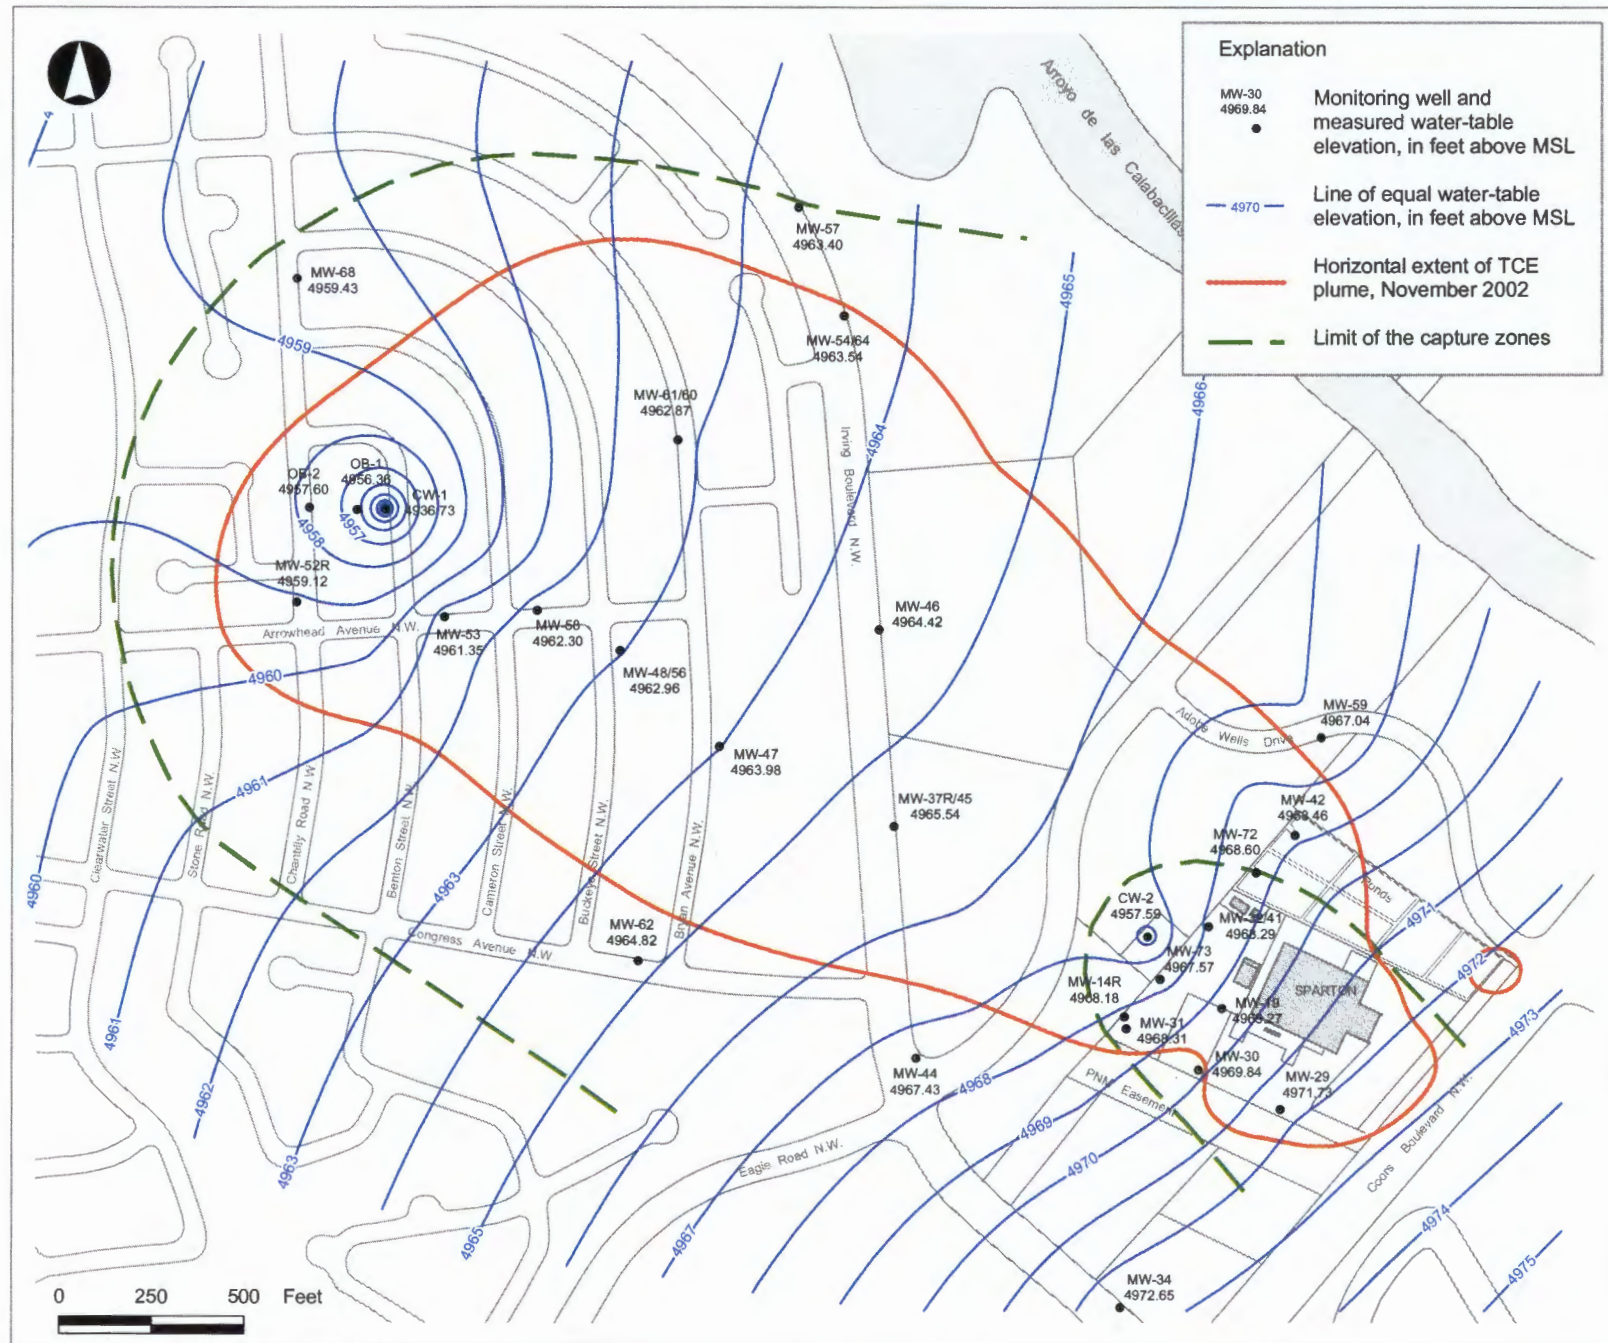 Explanation
MW-30
4969.84
Monitoring well and
measured water-table
elevation, in feet above MSL
4970
Line of equal water-table
elevation, in feet above MSL
Horizontal extent of TCE
plume, November 2002
Limit of the capture zones
Arroyo de las Calabacillas
4
MW-57
4963.40
MW-68
4959.43
4965
4959
MW-54/64
4963.54
MW-61/60
4962.87
4966
4964
Irving Boulevard N.W.
OB-2
4957.60
OB-1
4956.36
CW-1
4936.73
4957
4958
MW-52R
4959.12
Arrowhead Avenue N.W.
MW-53
4961.35
MW-58
4962.30
MW-46
4964.42
MW-48/56
4962.96
4960
MW-59
4967.04
Adobe Wells Drive
MW-47
4963.98
4961
Clearwater Street N.W.
Stone Road N.W.
Chantilly Road N.W.
Benton Street N.W.
Cameron Street N.W.
Buckeye Street N.W.
Bryan Avenue N.W.
MW-37R/45
4965.54
MW-42
4968.46
MW-72
4968.60
Ponds
4960
4963
CW-2
4957.59
4971
MW-32/41
4968.29
MW-62
4964.82
Congress Avenue N.W.
MW-73
4967.57
4972
MW-14R
4968.18
SPARTON
MW-19
MW-31
4968.31
4973
4961
MW-30
4969.84
MW-44
4967.43
4968
MW-29
4971.73
PNM Easement
4962
4969
4970
Eagle Road N.W.
Coors Boulevard N.W.
4963
4965
4967
4974
4975
MW-34
4972.65
0 250 500 Feet